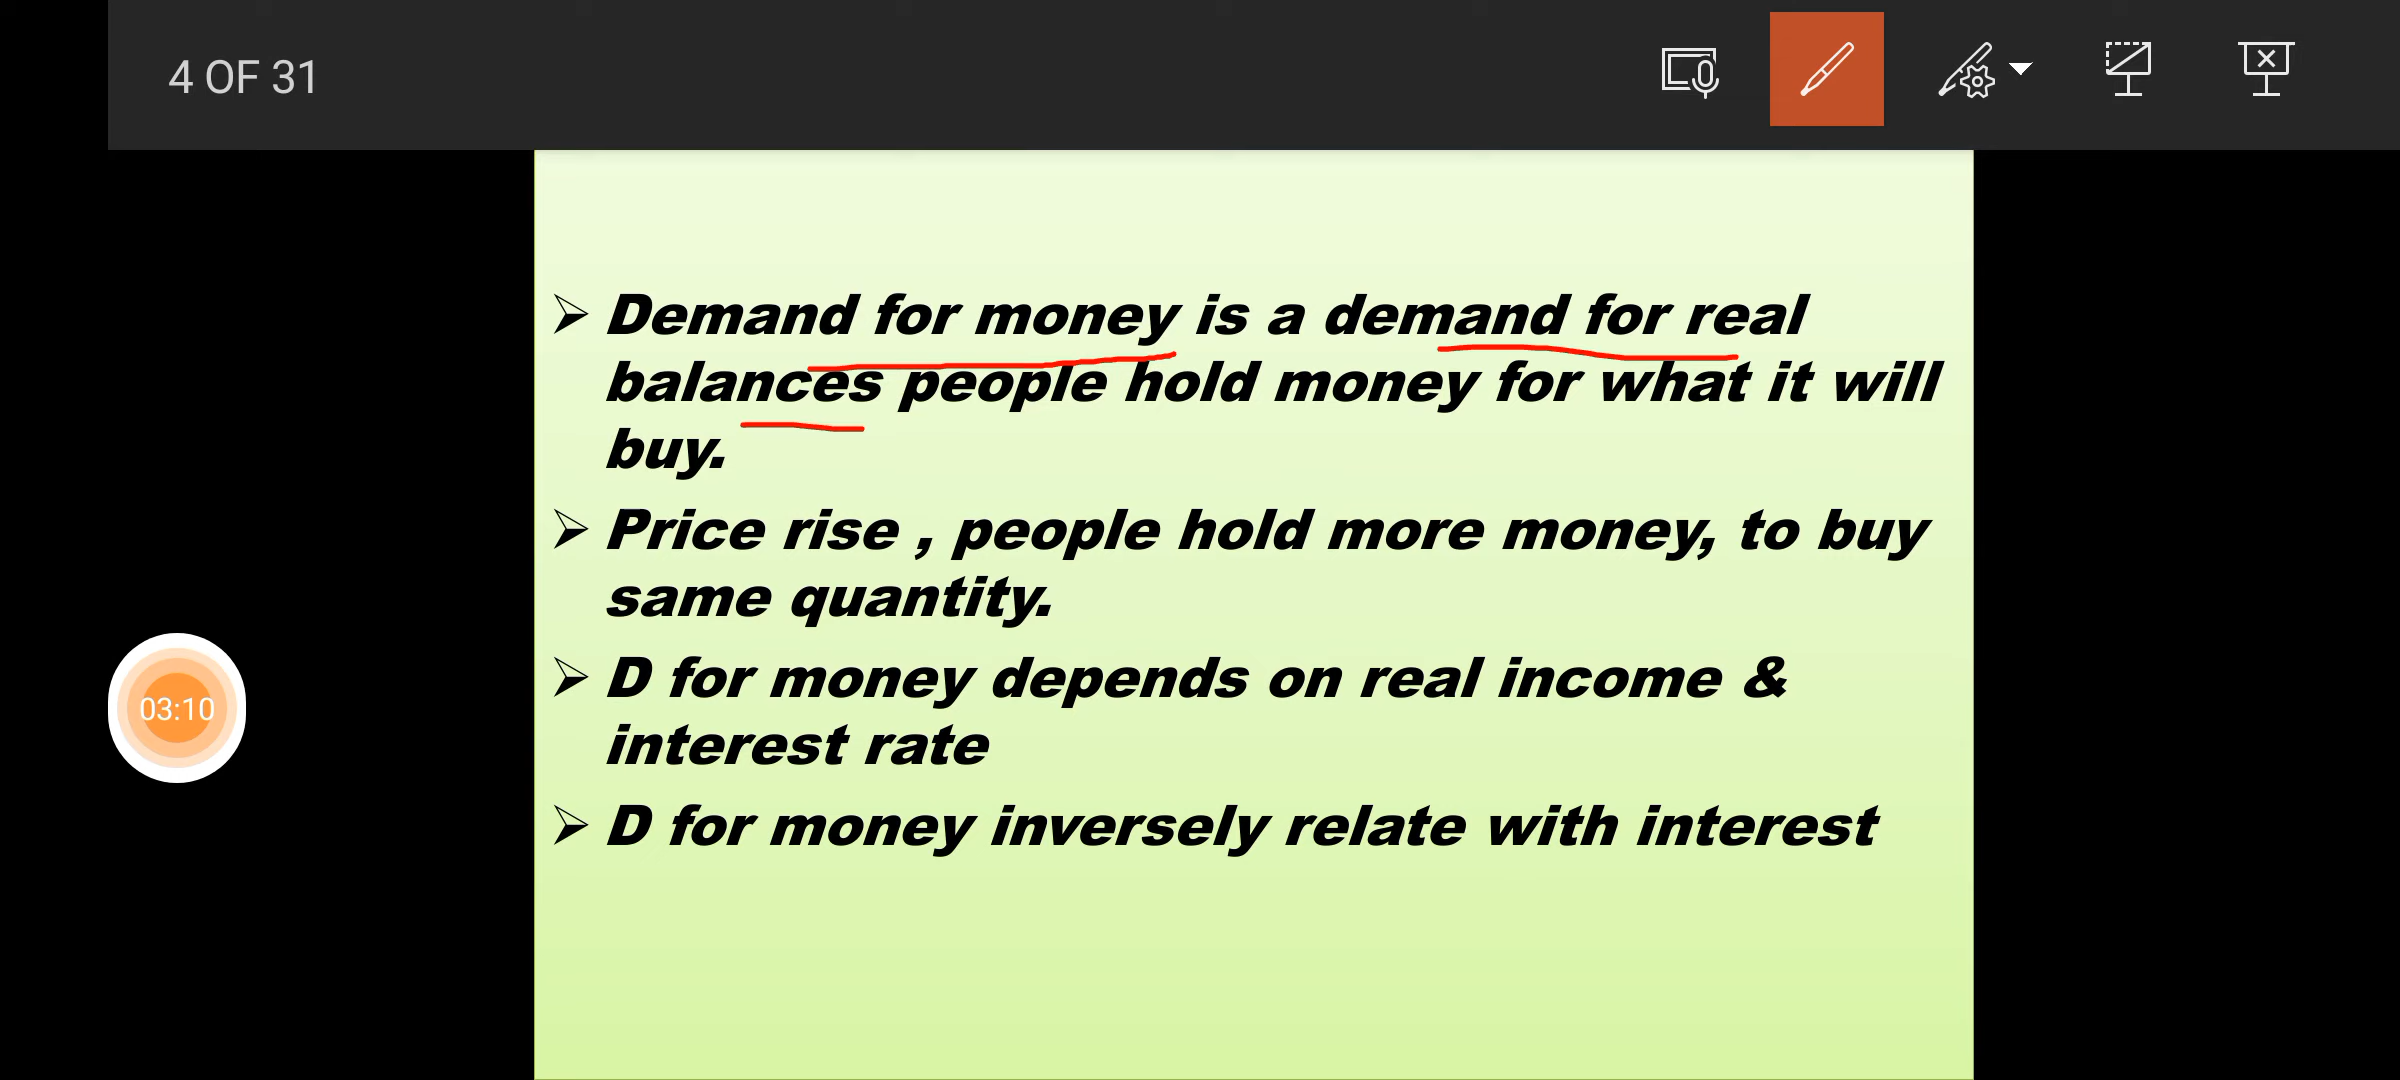 4 OF 31
Demand for money is a demand for real
balances people hold money for what it will
buy.
Price rise , people hold more money, to buy
same quantity.
D for money depends on real income &
interest rate
D for money inversely relate with interest
03:10